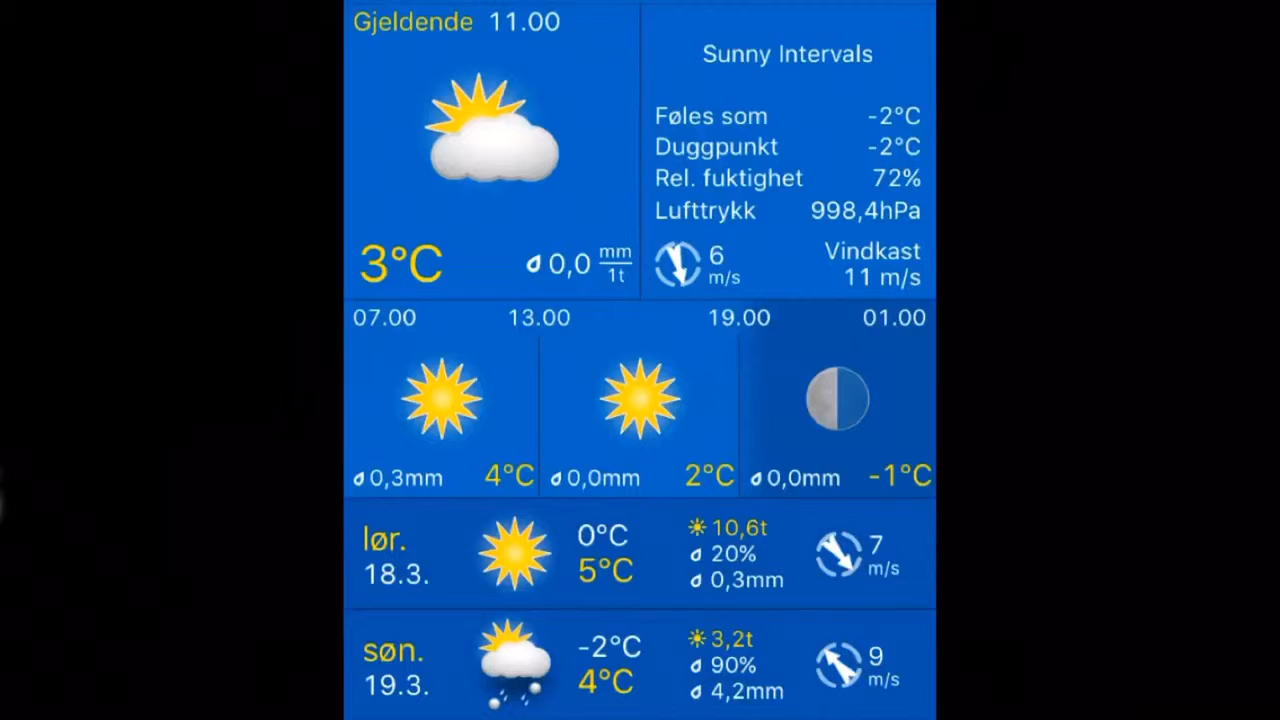 Gjeldende 11.00
3°C 0,0 mm/1t
Sunny Intervals
Føles som -2°C
Duggpunkt -2°C
Rel. fuktighet 72%
Lufttrykk 998,4hPa
6 m/s
Vindkast
11 m/s
07.00 13.00 19.00 01.00
0,3mm 4°C 0,0mm 2°C 0,0mm -1°C
lør.
18.3.
0°C
5°C
10,6t
20%
0,3mm
7
m/s
søn.
19.3.
-2°C
4°C
3,2t
90%
4,2mm
9
m/s